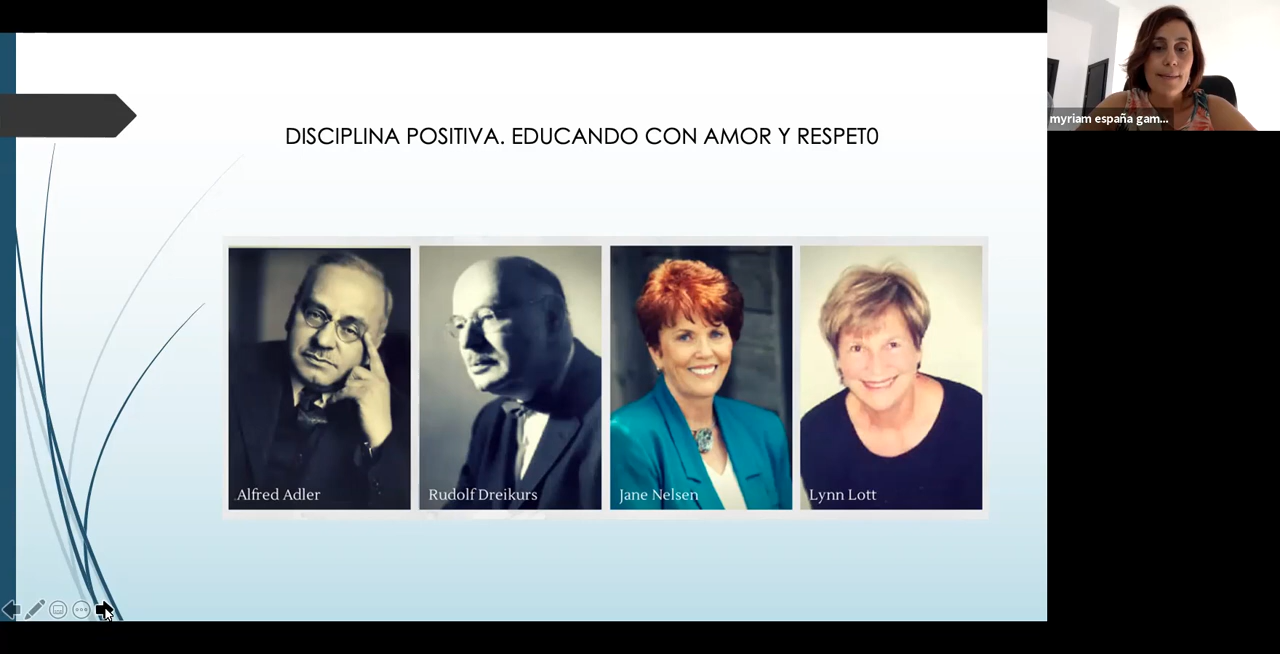 DISCIPLINA POSITIVA. EDUCANDO CON AMOR Y RESPET0
Alfred Adler
Rudolf Dreikurs
Jane Nelsen
Lynn Lott
myriam españa gam...